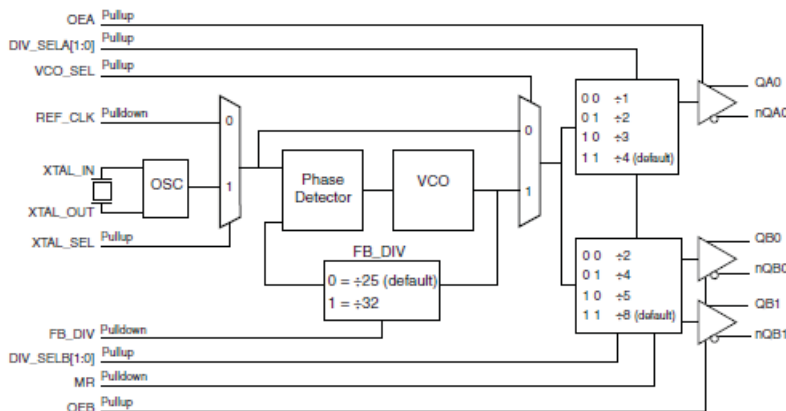 OEA Pullup
DIV_SELA[1:0] Pullup
VCO_SEL Pullup
REF_CLK Pulldown
XTAL_IN
OSC
XTAL_OUT
XTAL_SEL Pullup
0
1
Phase
Detector
VCO
FB_DIV
0 = ÷25 (default)
1 = ÷32
0
1
0 0 ÷1
0 1 ÷2
1 0 ÷3
1 1 ÷4 (default)
QA0
nQA0
0 0 ÷2
0 1 ÷4
1 0 ÷5
1 1 ÷8 (default)
QB0
nQB0
QB1
nQB1
FB_DIV Pulldown
DIV_SELB[1:0] Pullup
MR Pulldown
OEB Pullup